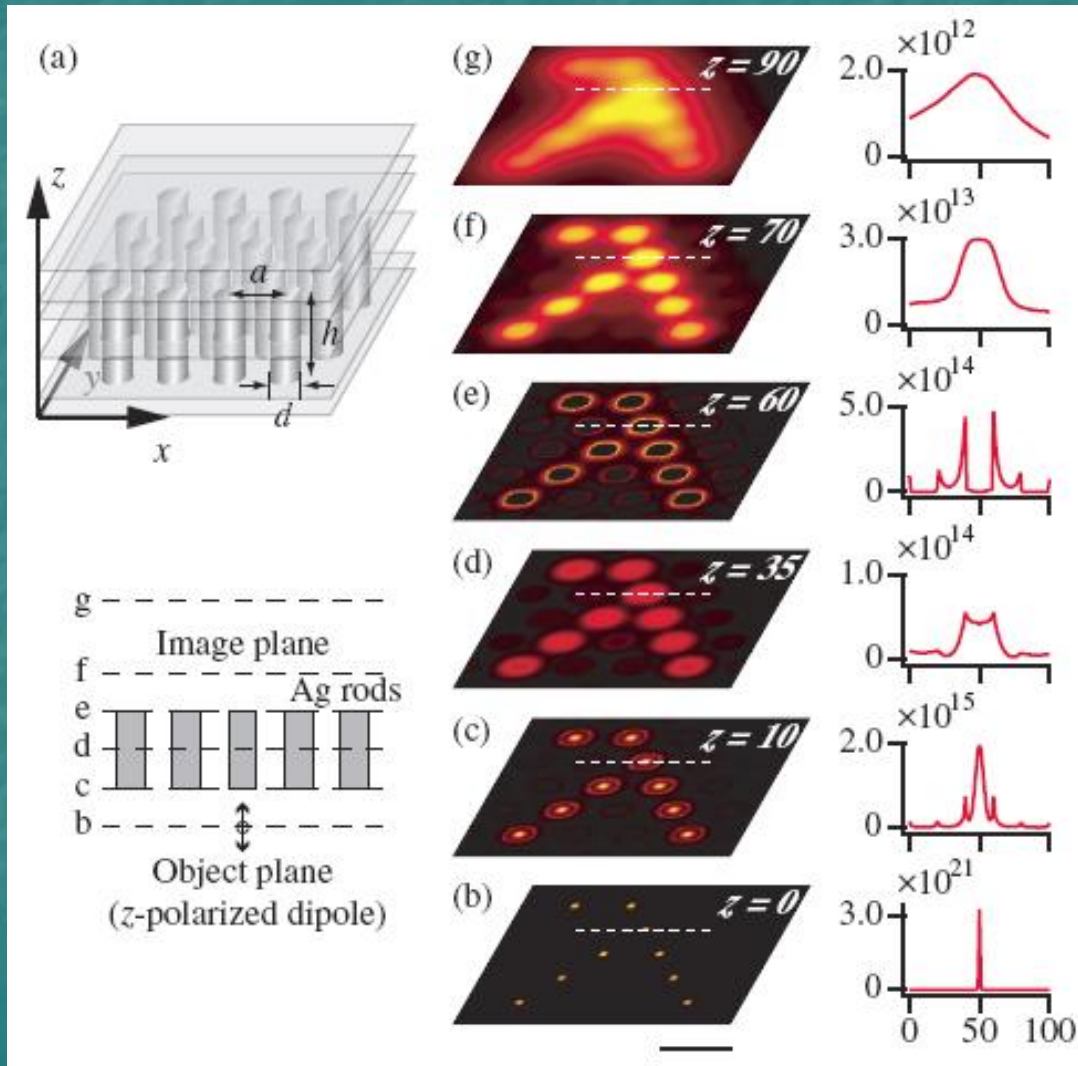 (a)
z
a
h
y
d
x
g
Image plane
f
Ag rods
e
d
c
b
Object plane
(z-polarized dipole)
(g)
z = 90
×10¹²
2.0
0
(f)
z = 70
×10¹³
3.0
0
(e)
z = 60
×10¹⁴
5.0
0
(d)
z = 35
×10¹⁴
1.0
0
(c)
z = 10
×10¹⁵
2.0
0
(b)
z = 0
×10²¹
3.0
0
0 50 100